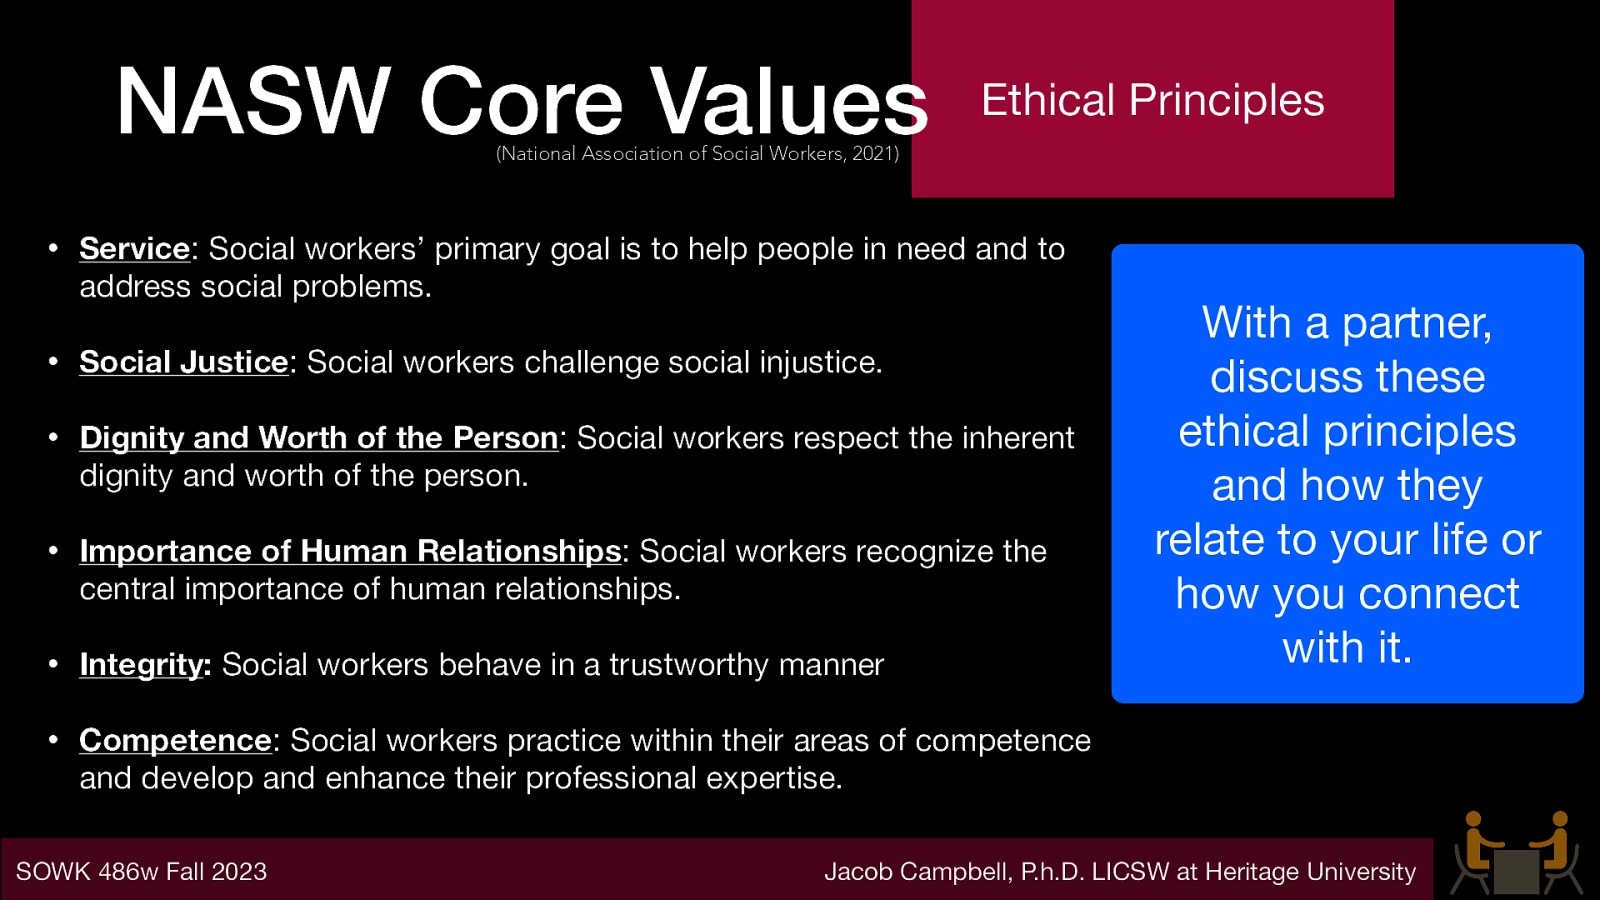 NASW Core Values
(National Association of Social Workers, 2021)
Ethical Principles
• Service: Social workers’ primary goal is to help people in need and to
address social problems.
• Social Justice: Social workers challenge social injustice.
• Dignity and Worth of the Person: Social workers respect the inherent
dignity and worth of the person.
• Importance of Human Relationships: Social workers recognize the
central importance of human relationships.
• Integrity: Social workers behave in a trustworthy manner
• Competence: Social workers practice within their areas of competence
and develop and enhance their professional expertise.
With a partner,
discuss these
ethical principles
and how they
relate to your life or
how you connect
with it.
SOWK 486w Fall 2023
Jacob Campbell, P.h.D. LICSW at Heritage University